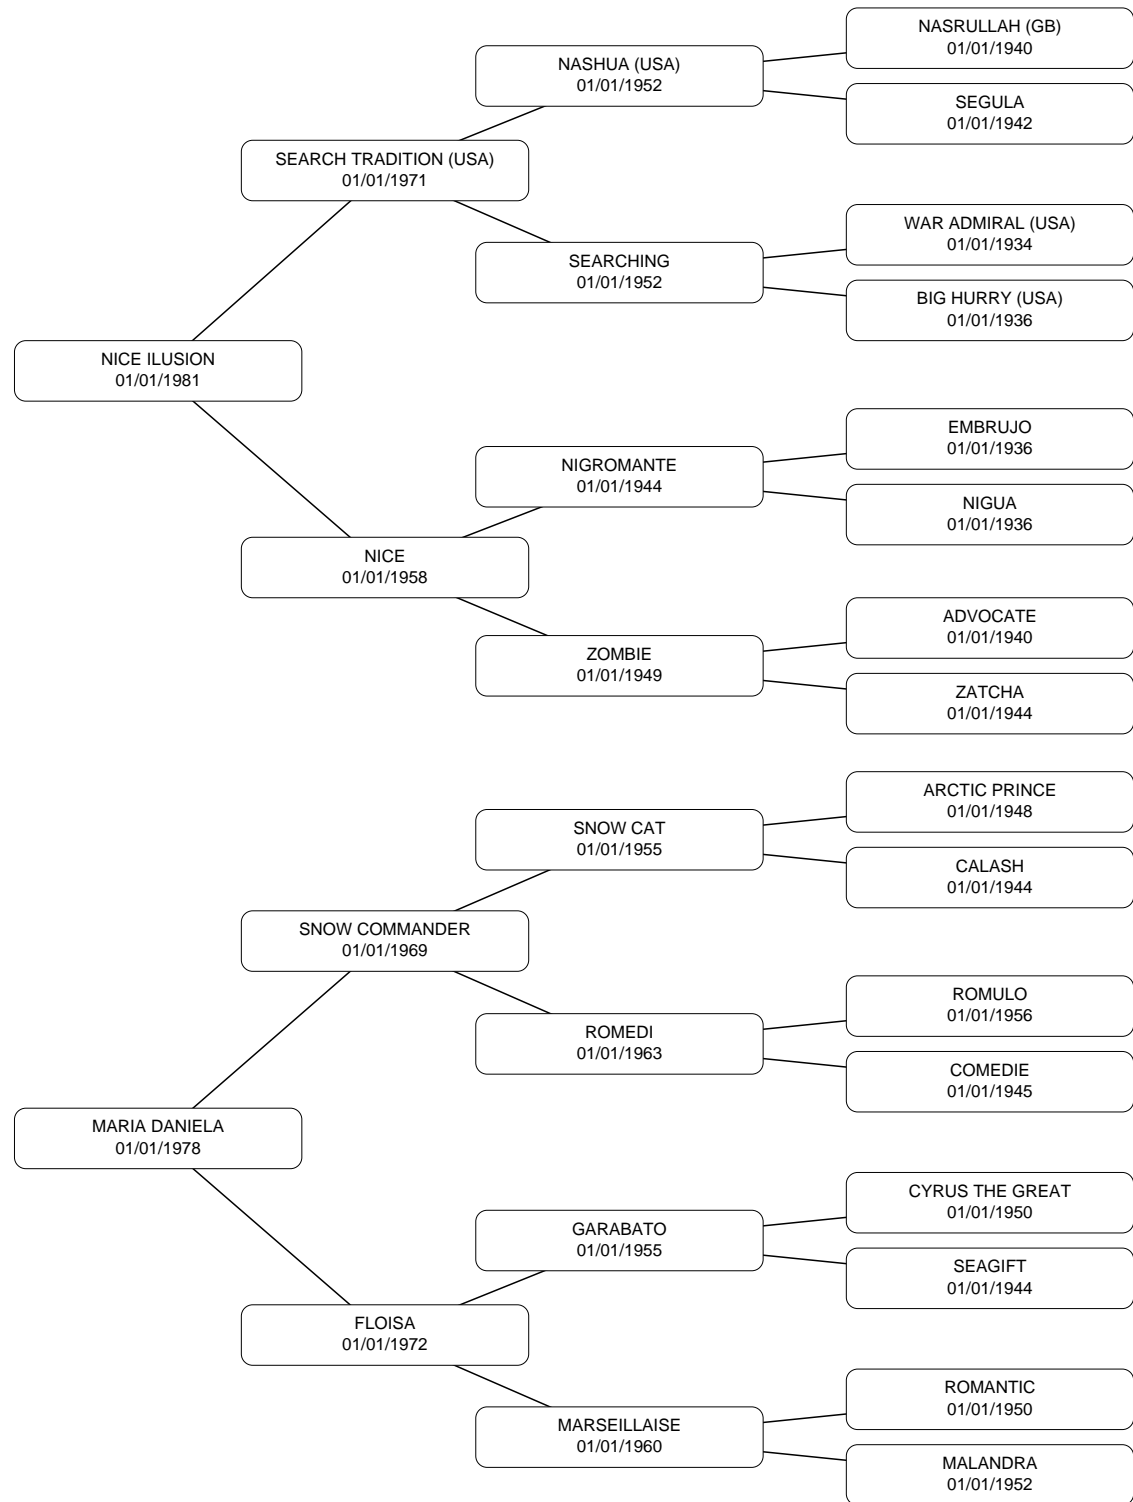 NASRULLAH (GB)
01/01/1940
NASHUA (USA)
01/01/1952
SEGULA
01/01/1942
SEARCH TRADITION (USA)
01/01/1971
WAR ADMIRAL (USA)
01/01/1934
SEARCHING
01/01/1952
BIG HURRY (USA)
01/01/1936
NICE ILUSION
01/01/1981
EMBRUJO
01/01/1936
NIGROMANTE
01/01/1944
NIGUA
01/01/1936
NICE
01/01/1958
ADVOCATE
01/01/1940
ZOMBIE
01/01/1949
ZATCHA
01/01/1944
ARCTIC PRINCE
01/01/1948
SNOW CAT
01/01/1955
CALASH
01/01/1944
SNOW COMMANDER
01/01/1969
ROMULO
01/01/1956
ROMEDI
01/01/1963
COMEDIE
01/01/1945
MARIA DANIELA
01/01/1978
CYRUS THE GREAT
01/01/1950
GARABATO
01/01/1955
SEAGIFT
01/01/1944
FLOISA
01/01/1972
ROMANTIC
01/01/1950
MARSEILLAISE
01/01/1960
MALANDRA
01/01/1952